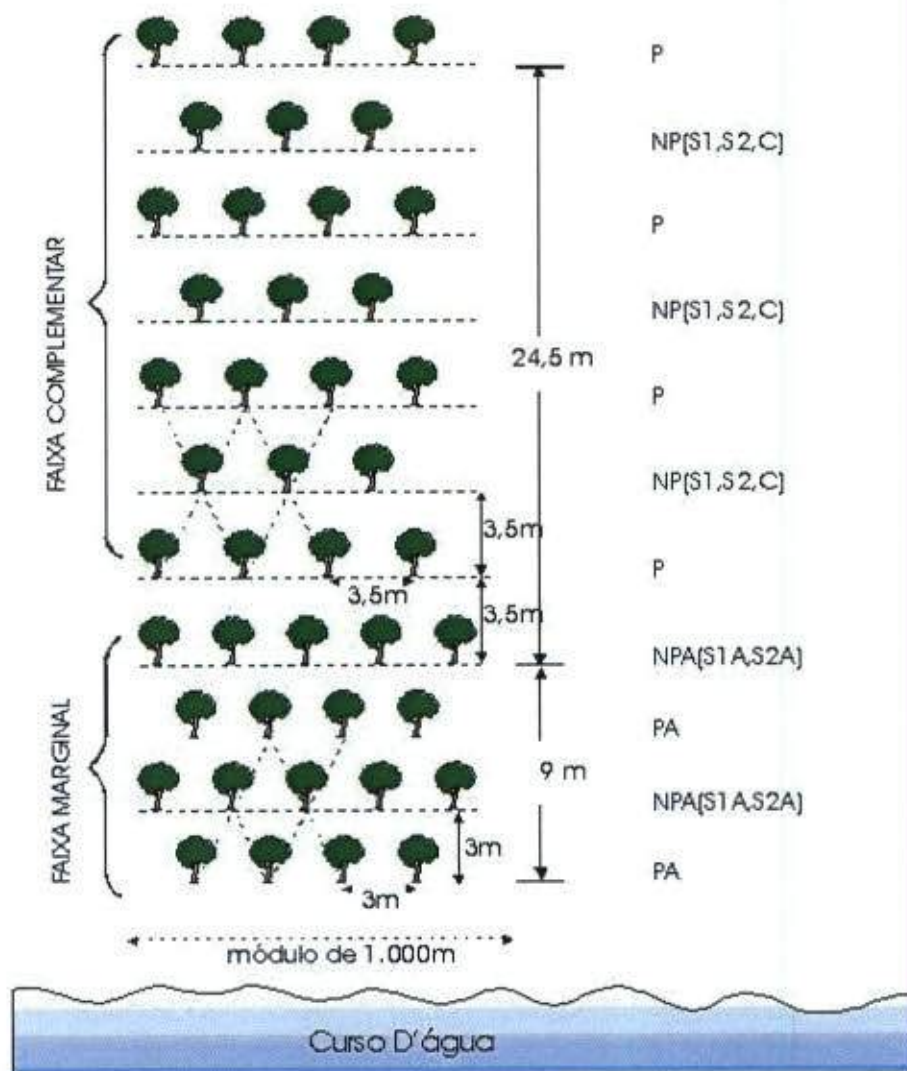 P
NP(S1,S2,C)
P
NP(S1,S2,C)
24,5 m
P
FAIXA COMPLEMENTAR
NP(S1,S2,C)
3,5m
P
3,5m
3,5m
NPA(S1A,S2A)
FAIXA MARGINAL
PA
9 m
NPA(S1A,S2A)
3m
PA
3m
módulo de 1.000m
Curso D'água